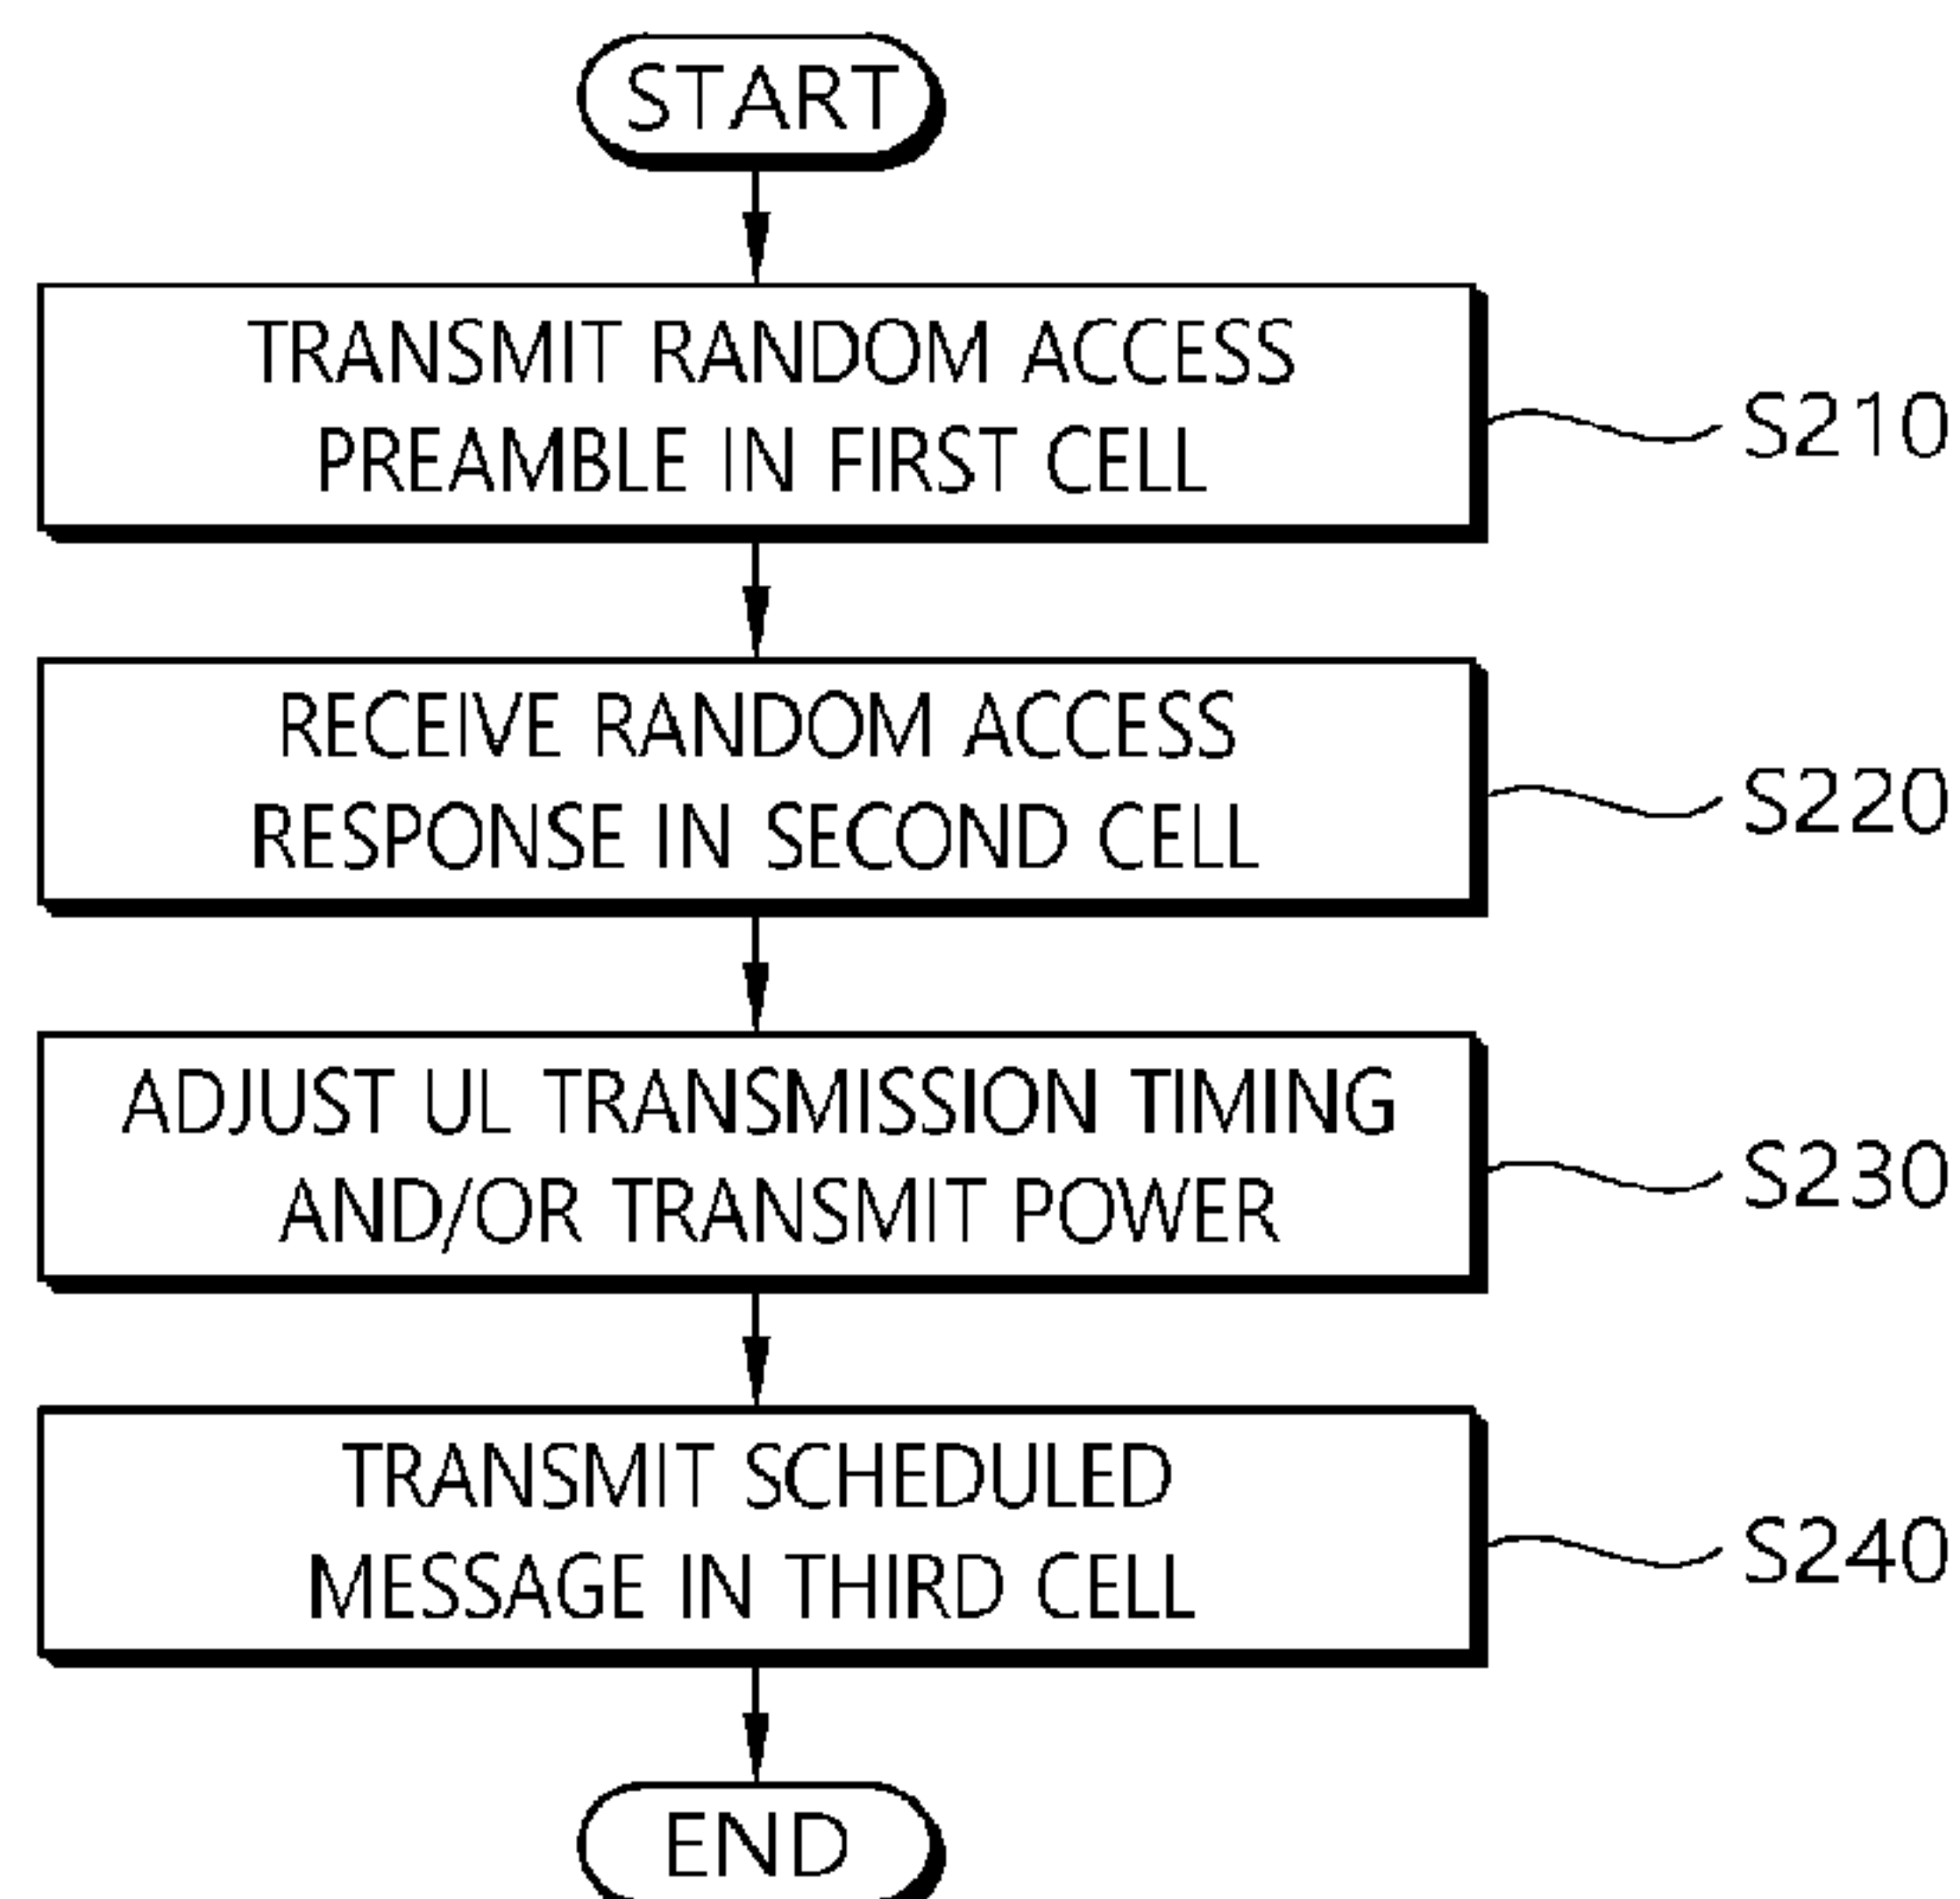 START
TRANSMIT RANDOM ACCESS
PREAMBLE IN FIRST CELL
S210
RECEIVE RANDOM ACCESS
RESPONSE IN SECOND CELL
S220
ADJUST UL TRANSMISSION TIMING
AND/OR TRANSMIT POWER
S230
TRANSMIT SCHEDULED
MESSAGE IN THIRD CELL
S240
END